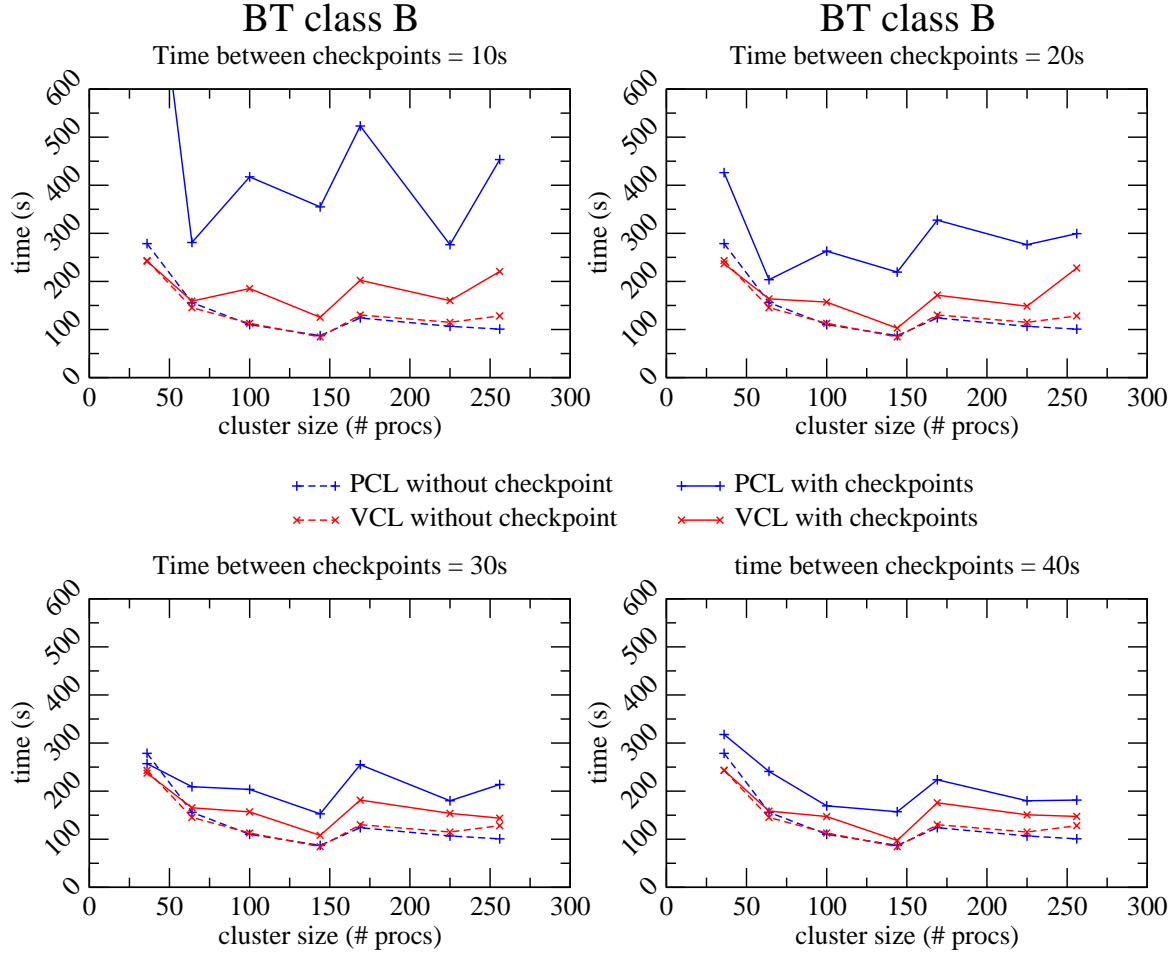 BT class B
Time between checkpoints = 10s
600
500
400
300
200
100
0
time (s)
0 50 100 150 200 250 300
cluster size (# procs)
BT class B
Time between checkpoints = 20s
600
500
400
300
200
100
0
time (s)
0 50 100 150 200 250 300
cluster size (# procs)
PCL without checkpoint
VCL without checkpoint
PCL with checkpoints
VCL with checkpoints
Time between checkpoints = 30s
600
500
400
300
200
100
0
time (s)
0 50 100 150 200 250 300
cluster size (# procs)
time between checkpoints = 40s
600
500
400
300
200
100
0
time (s)
0 50 100 150 200 250 300
cluster size (# procs)